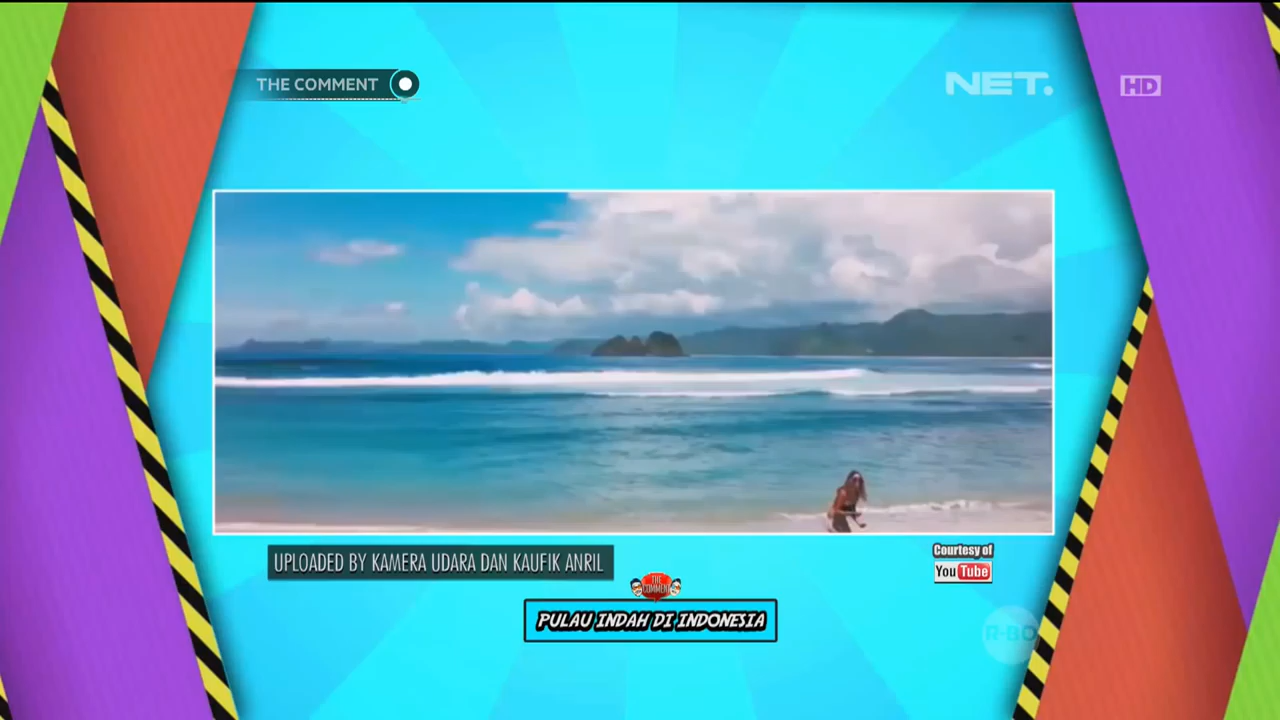 THE COMMENT
NET.
HD
UPLOADED BY KAMERA UDARA DAN KAUFIK ANRIL
Courtesy of
YouTube
THE COMMENT
PULAU INDAH DI INDONESIA
R-BO